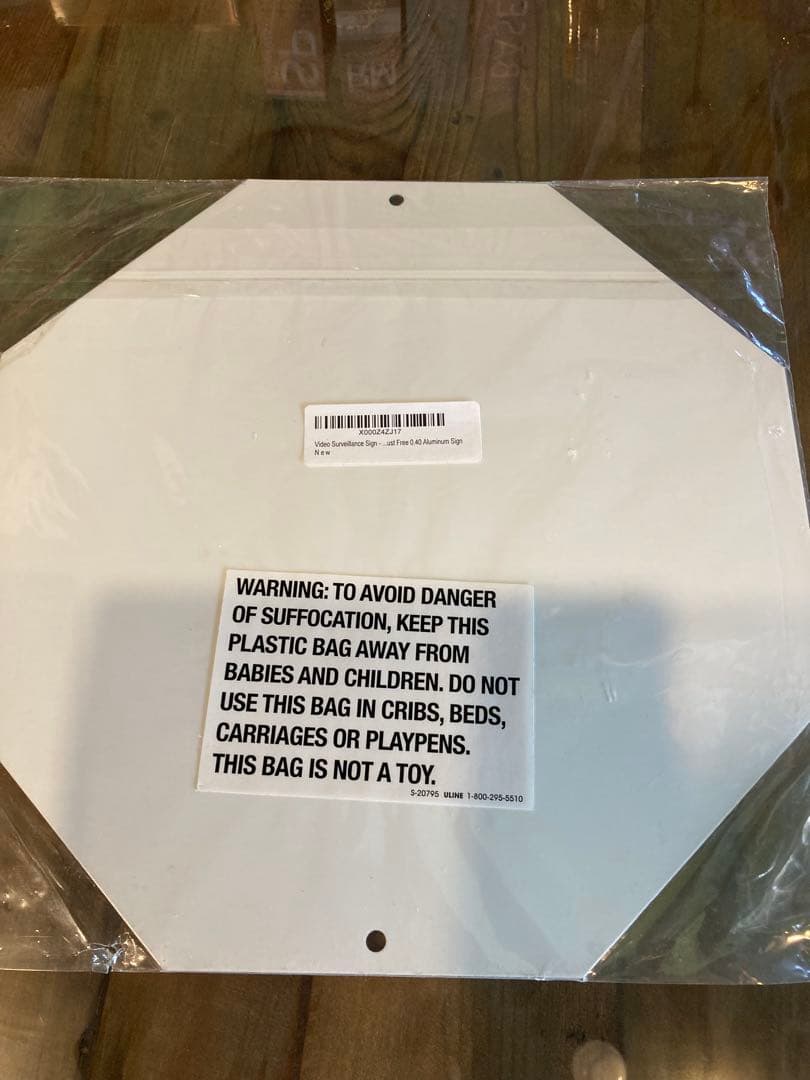 X000Z4ZJ17
Video Surveillance Sign - ...ust Free 0.40 Aluminum Sign
New
WARNING: TO AVOID DANGER
OF SUFFOCATION, KEEP THIS
PLASTIC BAG AWAY FROM
BABIES AND CHILDREN. DO NOT
USE THIS BAG IN CRIBS, BEDS,
CARRIAGES OR PLAYPENS.
THIS BAG IS NOT A TOY.
S-20795 ULINE 1-800-295-5510